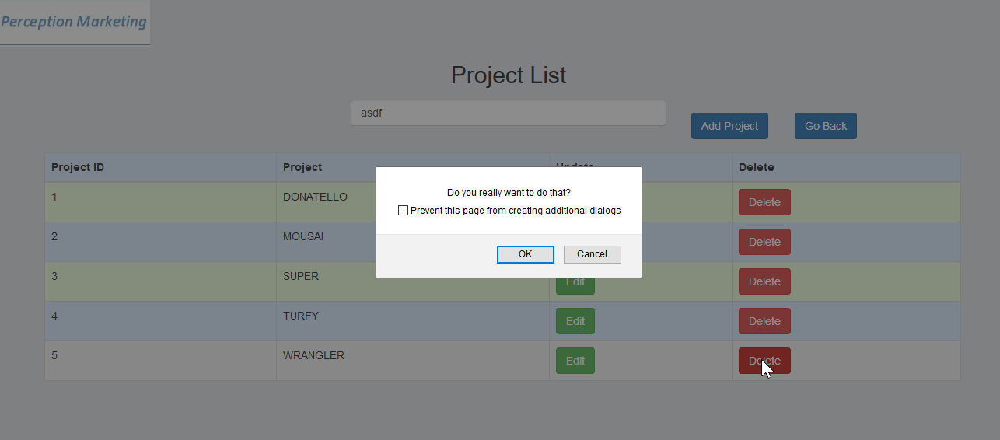 Perception Marketing
Project List
asdf
Add Project
Go Back
Project ID Project Update Delete
Do you really want to do that?
Prevent this page from creating additional dialogs
OK Cancel
1 DONATELLO Delete
2 MOUSAI Delete
3 SUPER Edit Delete
4 TURFY Edit Delete
5 WRANGLER Edit Delete